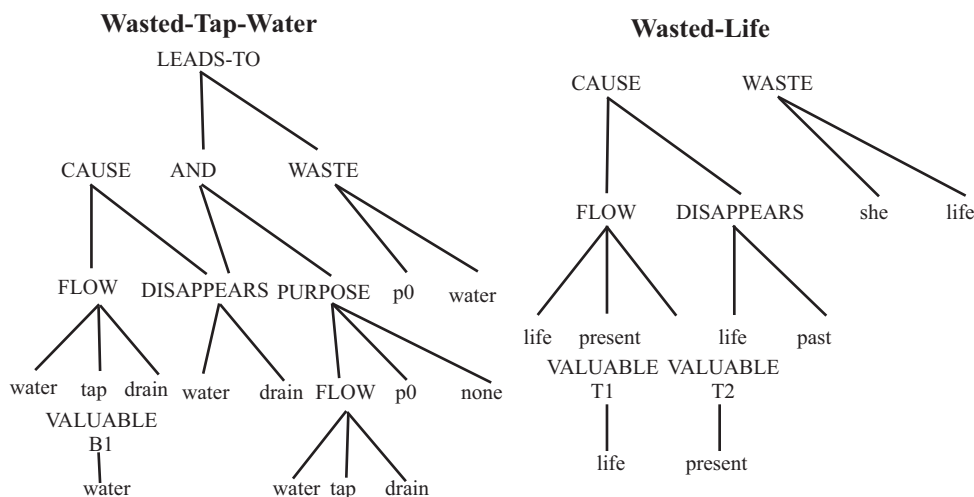 Wasted-Tap-Water
LEADS-TO
CAUSE AND WASTE
FLOW DISAPPEARS PURPOSE p0 water
water tap drain water drain FLOW p0 none
VALUABLE
B1
water water tap drain
Wasted-Life
CAUSE WASTE
FLOW DISAPPEARS she life
life present life past
VALUABLE VALUABLE
T1 T2
life present